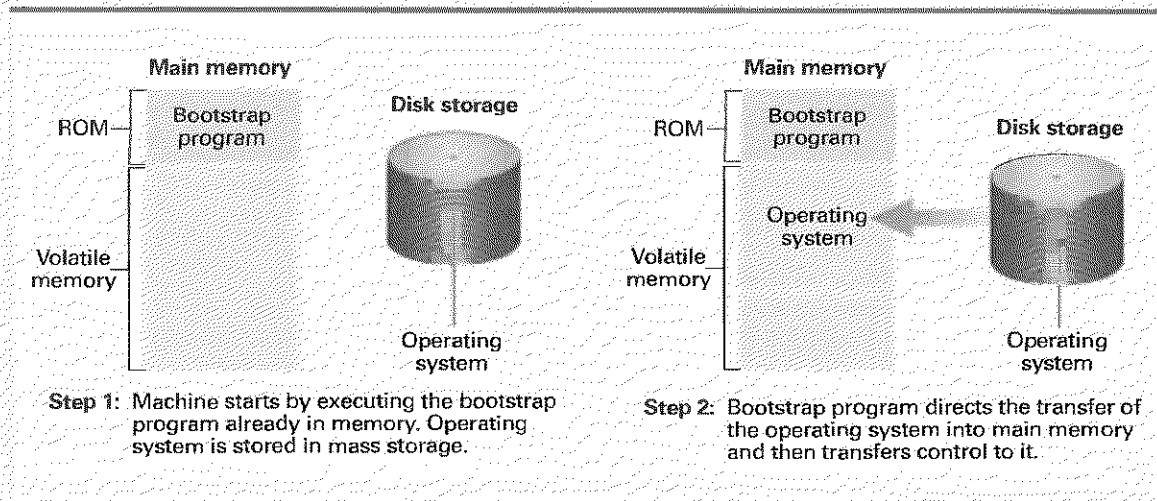 Main memory
ROM
Bootstrap
program
Volatile
memory
Disk storage
Operating
system
Step 1: Machine starts by executing the bootstrap
program already in memory. Operating
system is stored in mass storage.
Main memory
ROM
Bootstrap
program
Operating
system
Volatile
memory
Disk storage
Operating
system
Step 2: Bootstrap program directs the transfer of
the operating system into main memory
and then transfers control to it.